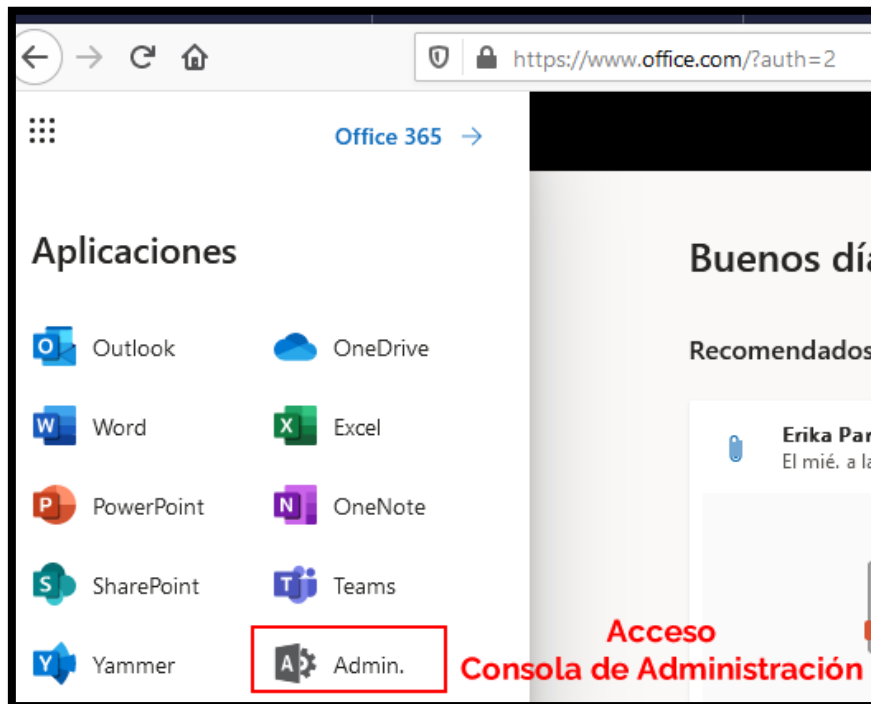 https://www.office.com/?auth=2
Office 365 →
Aplicaciones
Buenos día
Outlook
OneDrive
Recomendados
Word
Excel
Erika Par
El mié. a la
PowerPoint
OneNote
SharePoint
Teams
Yammer
Admin.
Acceso
Consola de Administración